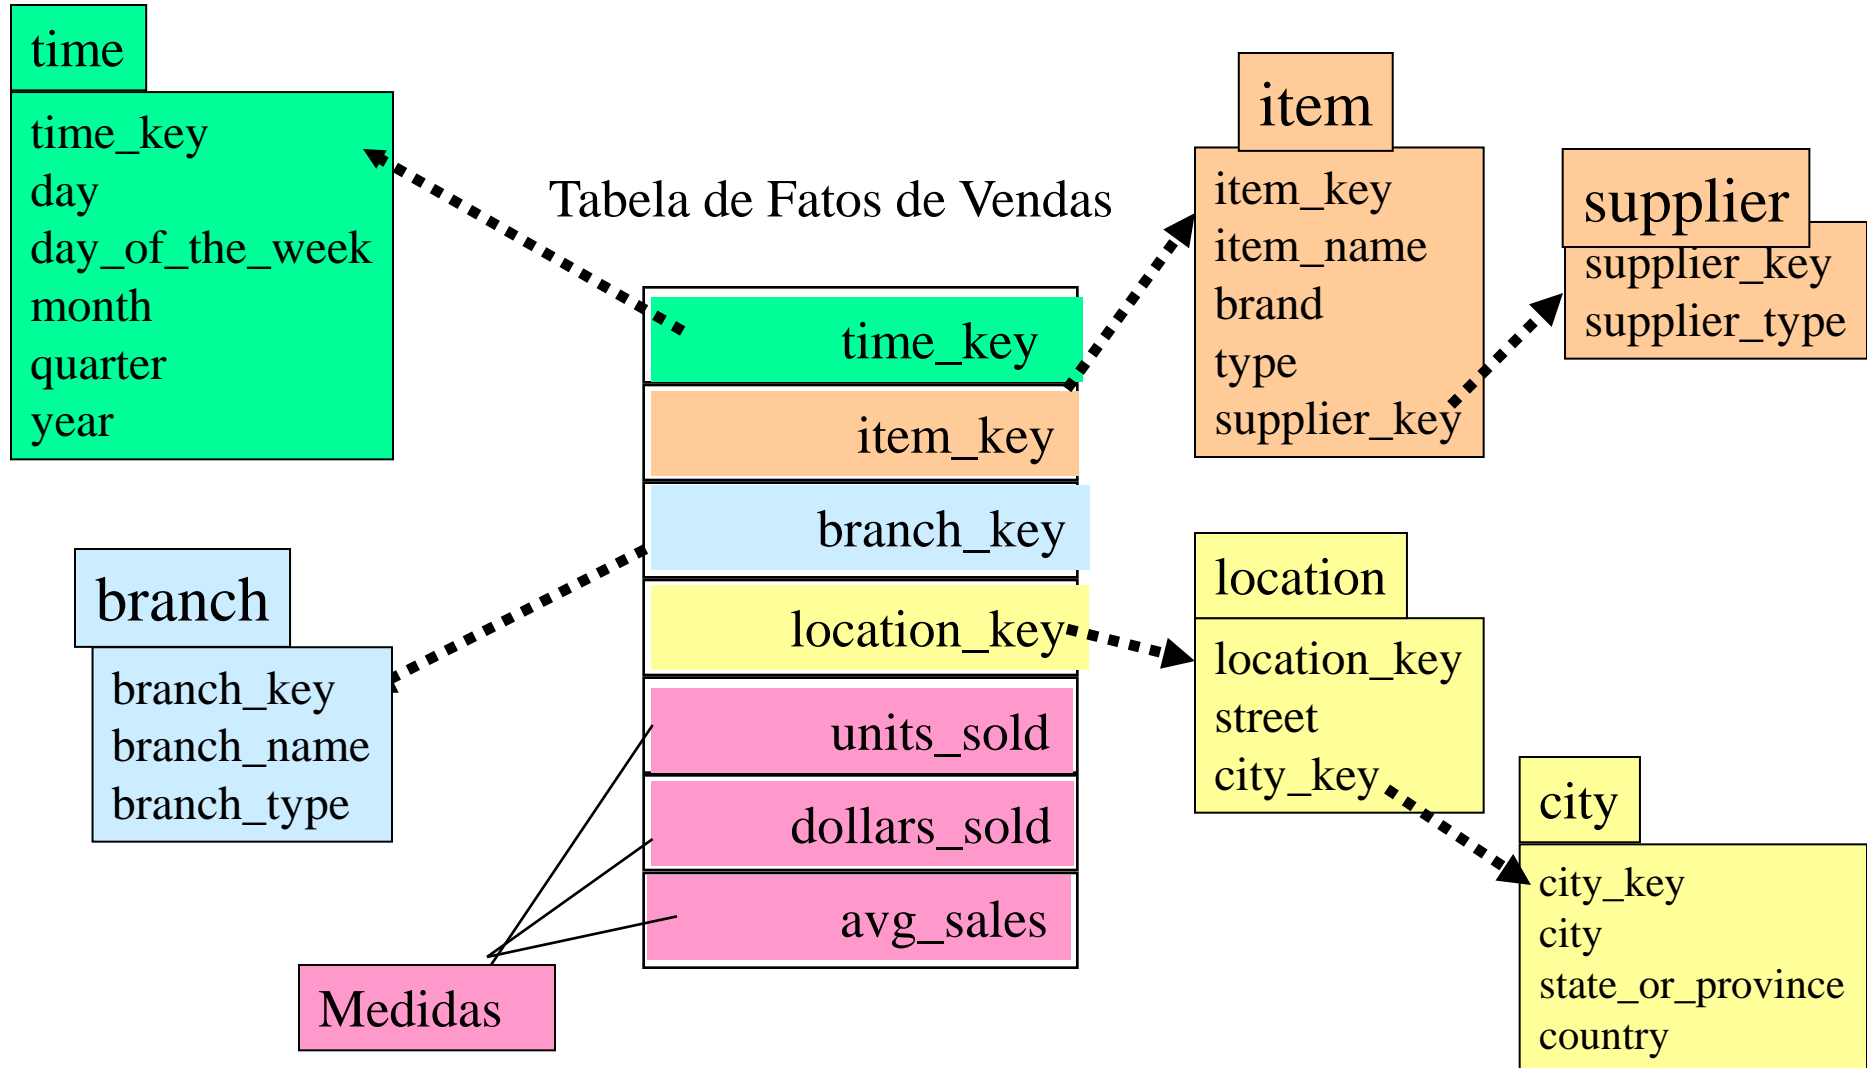 time
time_key
day
day_of_the_week
month
quarter
year
Tabela de Fatos de Vendas
time_key
item_key
branch_key
location_key
units_sold
dollars_sold
avg_sales
item
item_key
item_name
brand
type
supplier_key
supplier
supplier_key
supplier_type
branch
branch_key
branch_name
branch_type
location
location_key
street
city_key
city
city_key
city
state_or_province
country
Medidas